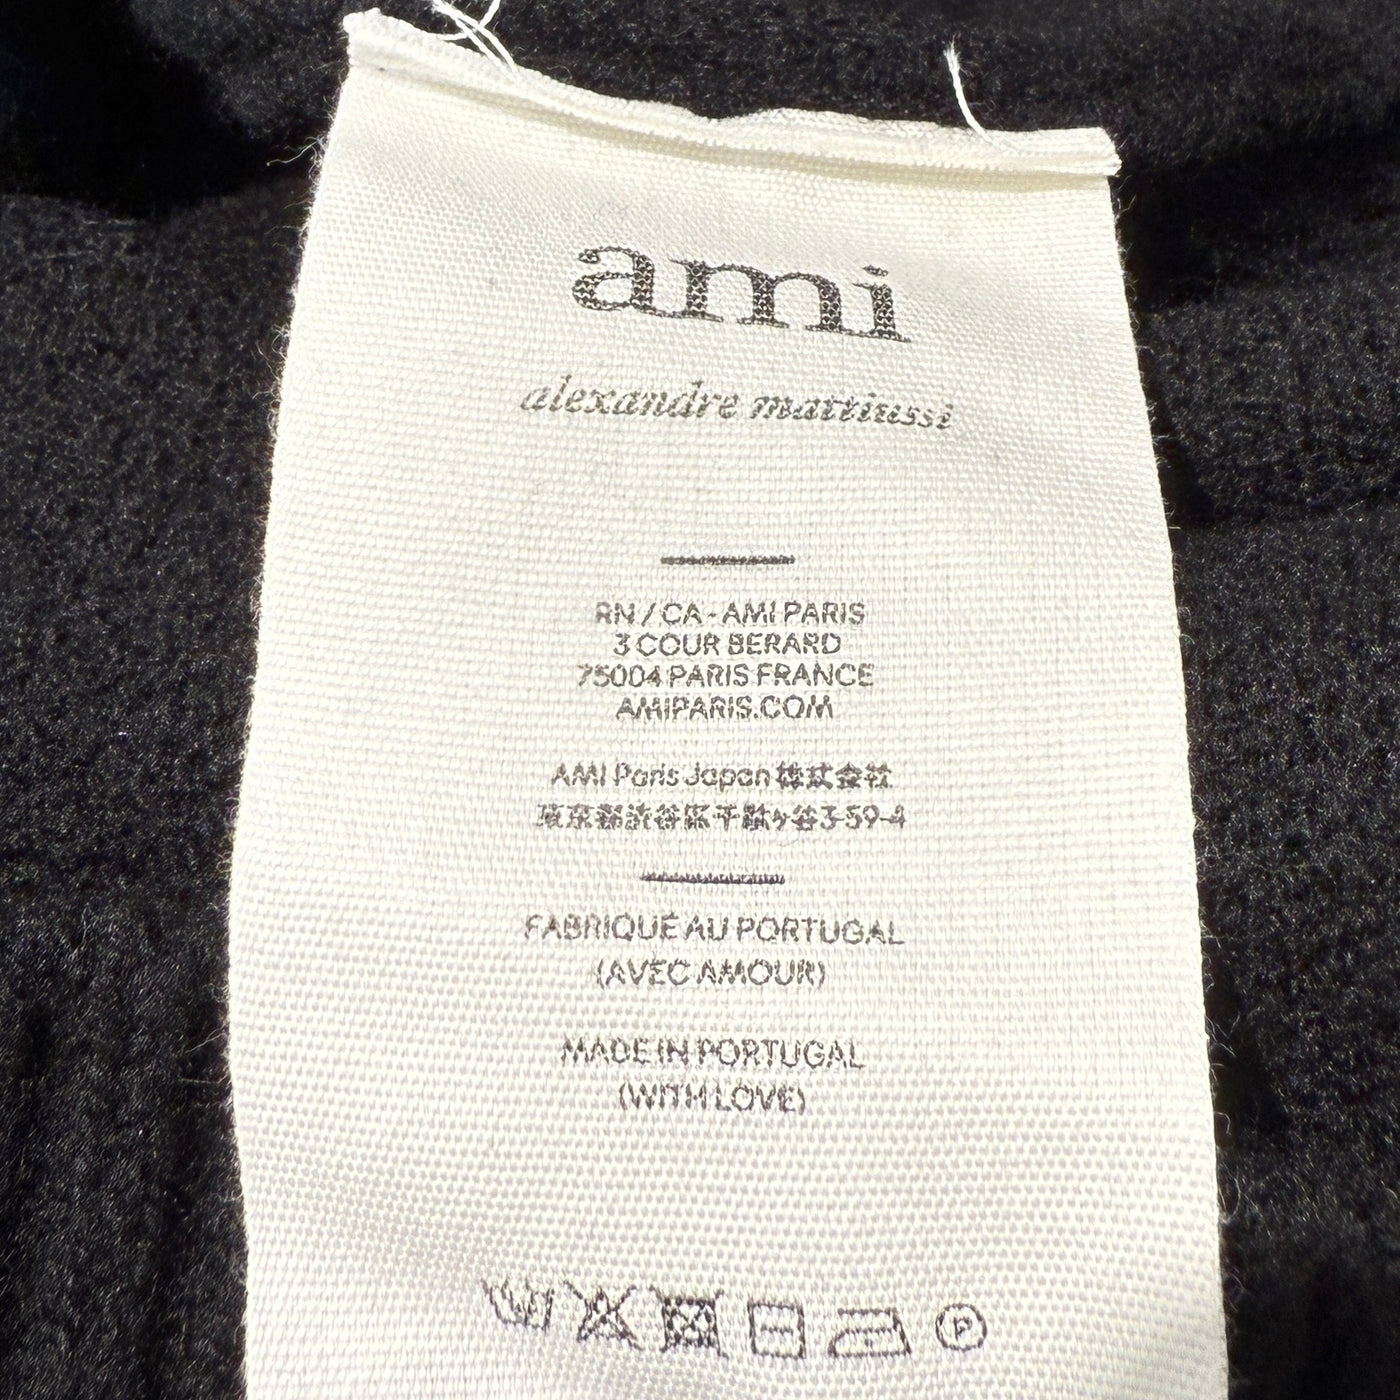 ami
alexandre mattiussi
RN / CA - AMI PARIS
3 COUR BERARD
75004 PARIS FRANCE
AMIPARIS.COM
AMI Paris Japan 株式会社
東京都渋谷区千駄ヶ谷3-59-4
FABRIQUÉ AU PORTUGAL
(AVEC AMOUR)
MADE IN PORTUGAL
(WITH LOVE)
P